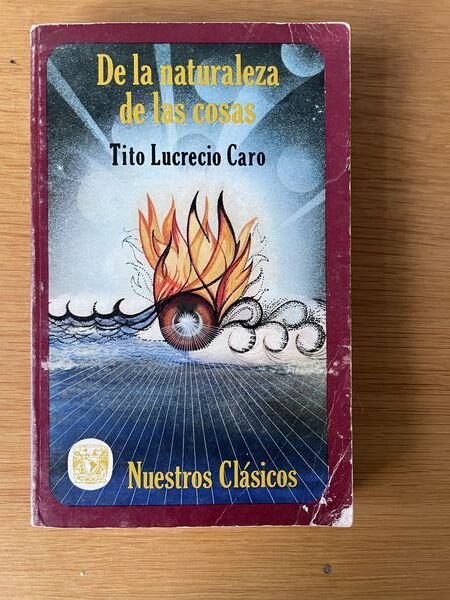 De la naturaleza
de las cosas
Tito Lucrecio Caro
Nuestros Clásicos